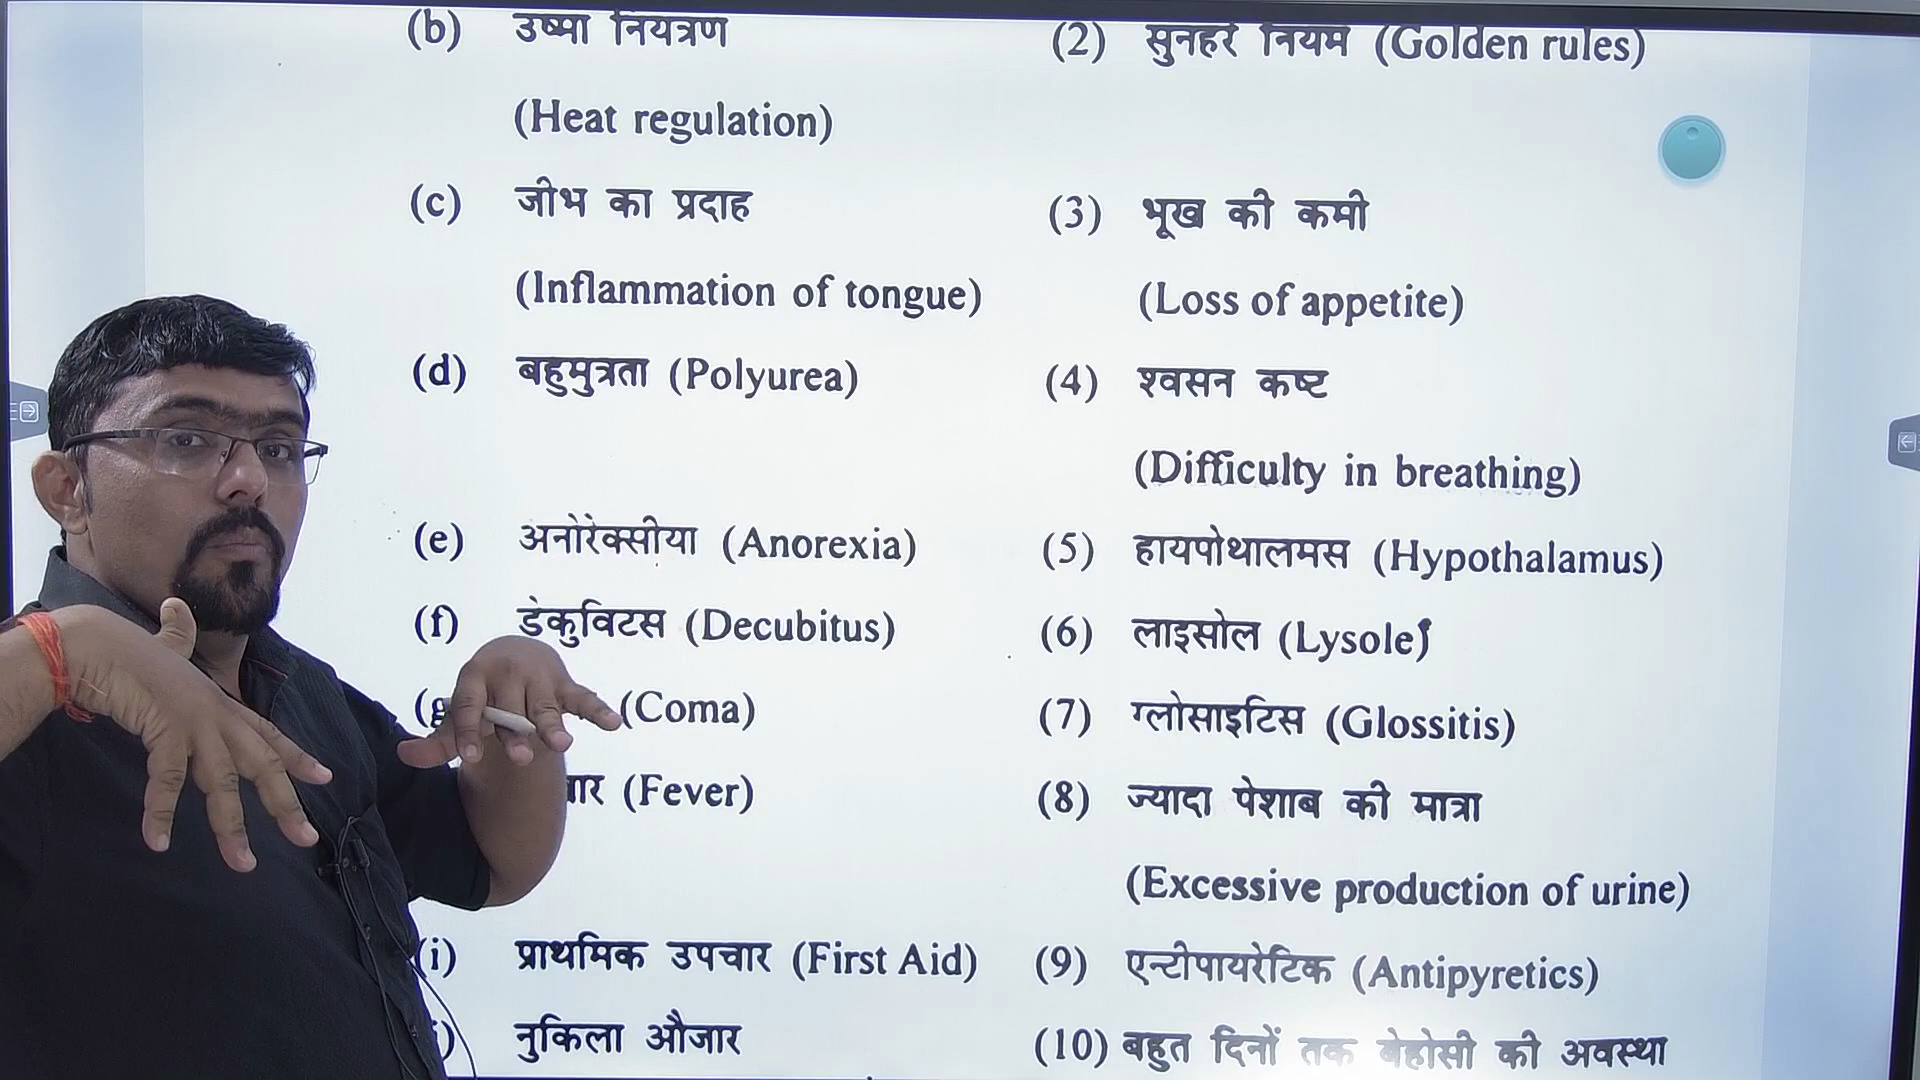 (b) उष्मा नियंत्रण (2) सुनहरे नियम (Golden rules)
(Heat regulation)
(c) जीभ का प्रदाह (3) भूख की कमी
(Inflammation of tongue) (Loss of appetite)
(d) बहुमुत्रता (Polyurea) (4) श्वसन कष्ट
(Difficulty in breathing)
(e) अनोरेक्सीया (Anorexia) (5) हायपोथालमस (Hypothalamus)
(f) डेकुविटस (Decubitus) (6) लाइसोल (Lysole)
(g (Coma) (7) ग्लोसाइटिस (Glossitis)
(Fever) (8) ज्यादा पेशाब की मात्रा
(Excessive production of urine)
(i) प्राथमिक उपचार (First Aid) (9) एन्टीपायरेटिक (Antipyretics)
नुकिला औजार (10) बहुत दिनों तक बेहोसी की अवस्था